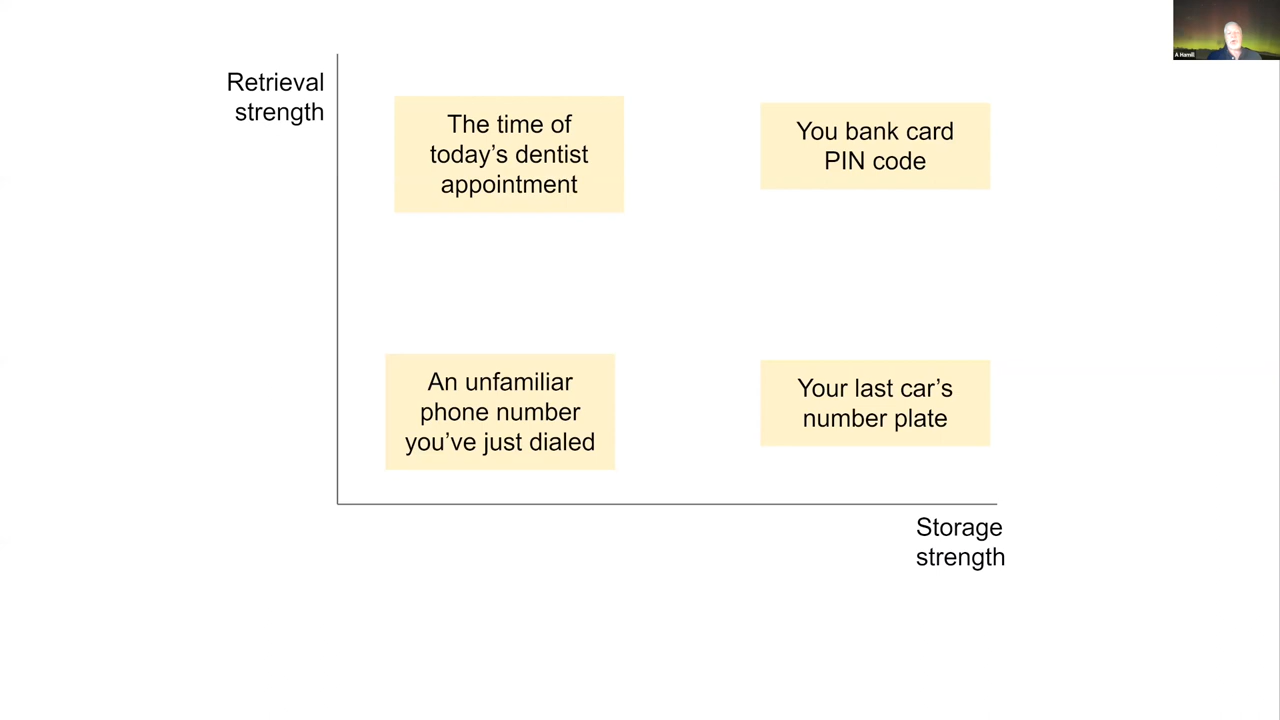 A Hamill
Retrieval
strength
The time of
today's dentist
appointment
You bank card
PIN code
An unfamiliar
phone number
you've just dialed
Your last car's
number plate
Storage
strength